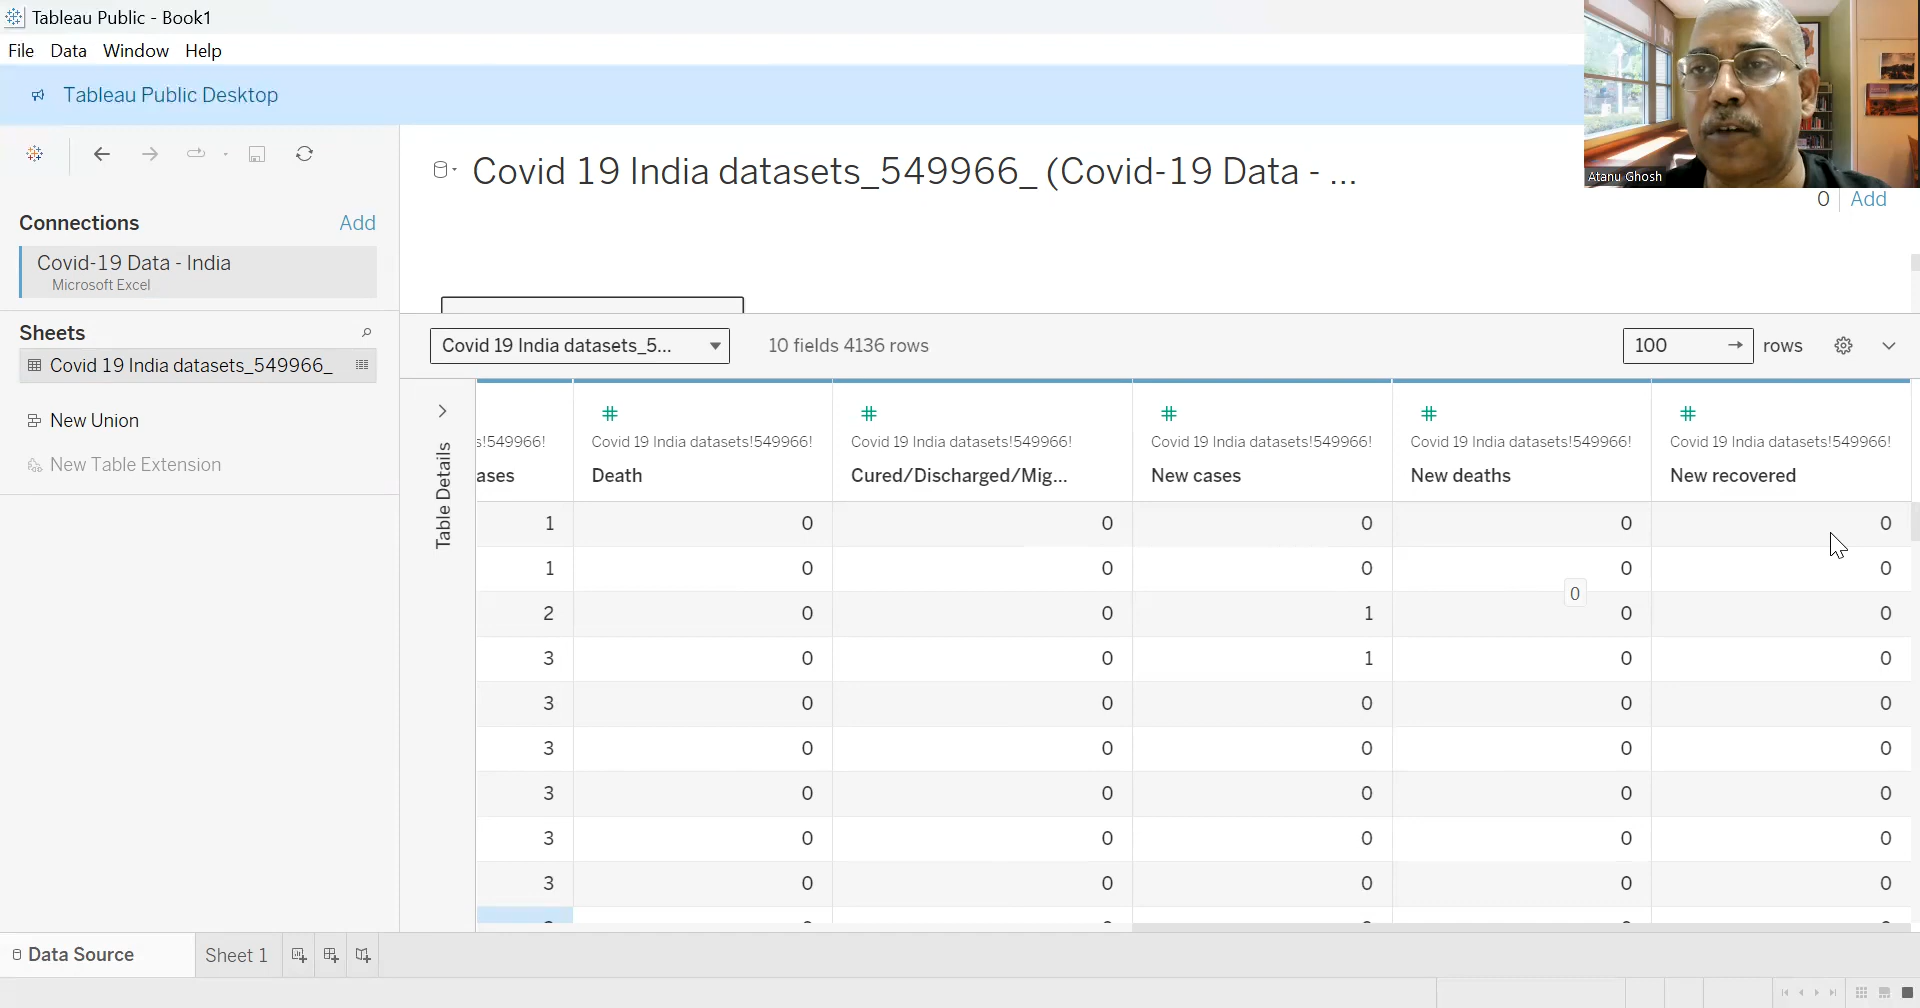 Tableau Public - Book1
File Data Window Help
Tableau Public Desktop
Atanu Ghosh
Covid 19 India datasets_549966_ (Covid-19 Data - ...
0 Add
Connections Add
Covid-19 Data - India
Microsoft Excel
Sheets
Covid 19 India datasets_549966_
New Union
New Table Extension
Covid 19 India datasets_5... 10 fields 4136 rows 100 rows
Table Details
s!549966! Covid 19 India datasets!549966! Covid 19 India datasets!549966! Covid 19 India datasets!549966! Covid 19 India datasets!549966! Covid 19 India datasets!549966!
ases Death Cured/Discharged/Mig... New cases New deaths New recovered
1 0 0 0 0 0
1 0 0 0 0 0
0
2 0 0 1 0 0
3 0 0 1 0 0
3 0 0 0 0 0
3 0 0 0 0 0
3 0 0 0 0 0
3 0 0 0 0 0
3 0 0 0 0 0
Data Source Sheet 1